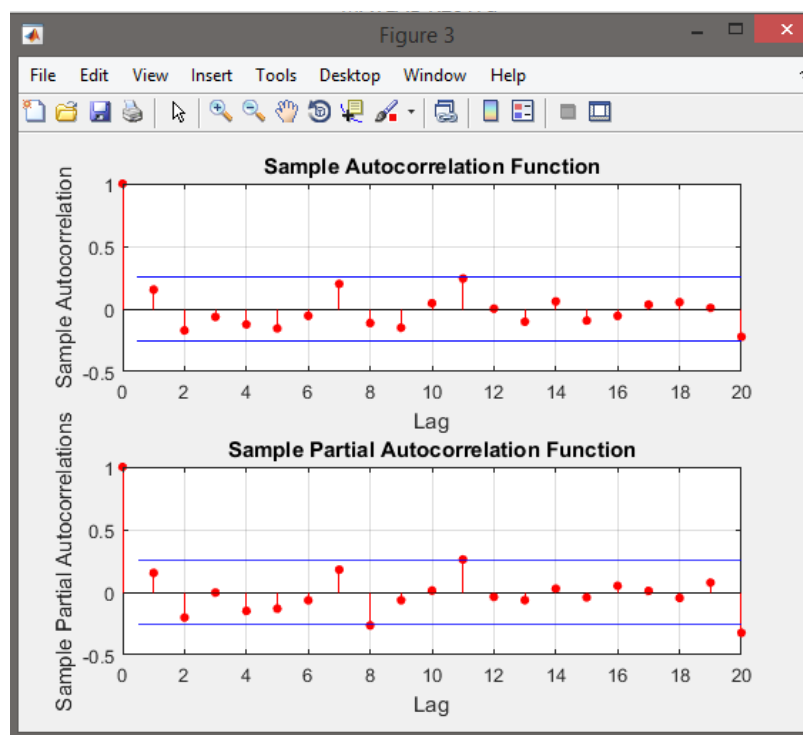 Figure 3
File Edit View Insert Tools Desktop Window Help
Sample Autocorrelation Function
Sample Autocorrelation
1
0.5
0
-0.5
0 2 4 6 8 10 12 14 16 18 20
Lag
Sample Partial Autocorrelation Function
Sample Partial Autocorrelations
1
0.5
0
-0.5
0 2 4 6 8 10 12 14 16 18 20
Lag